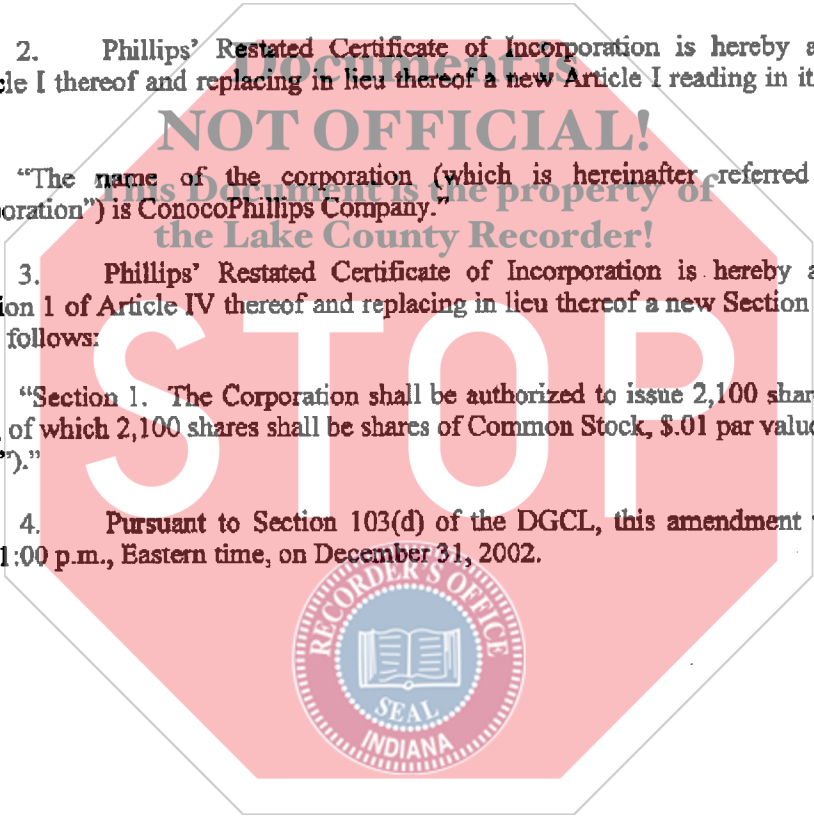 2. Phillips' Restated Certificate of Incorporation is hereby a
cle I thereof and replacing in lieu thereof a new Article I reading in it
Document is
NOT OFFICIAL!
"The name of the corporation (which is hereinafter referred
oration") is ConocoPhillips Company."
This Document is the property of
the Lake County Recorder!
3. Phillips' Restated Certificate of Incorporation is hereby a
ion 1 of Article IV thereof and replacing in lieu thereof a new Section
follows:
STOP
"Section 1. The Corporation shall be authorized to issue 2,100 shar
of which 2,100 shares shall be shares of Common Stock, $.01 par value
")."
4. Pursuant to Section 103(d) of the DGCL, this amendment
1:00 p.m., Eastern time, on December 31, 2002.
RECORDER'S OFFICE
SEAL
INDIANA